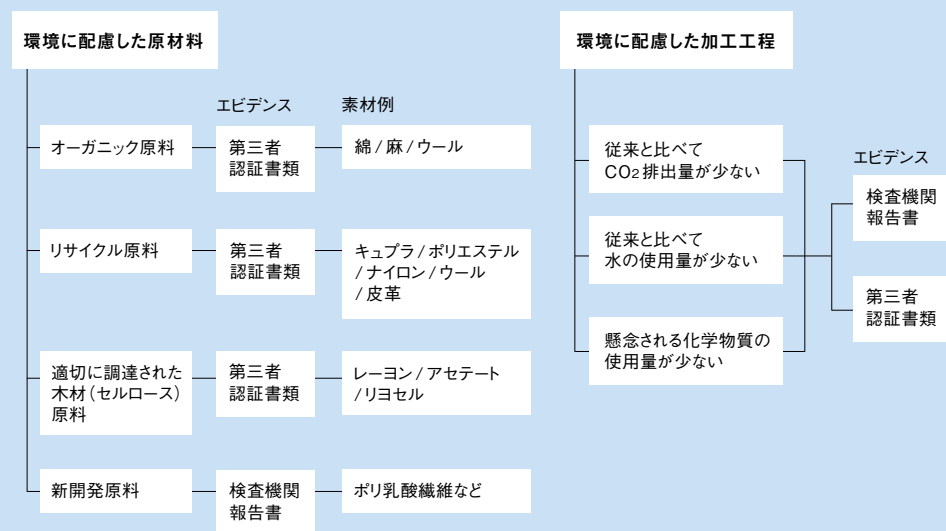 環境に配慮した原材料
エビデンス
素材例
オーガニック原料
第三者
認証書類
綿/麻/ウール
リサイクル原料
第三者
認証書類
キュプラ/ポリエステル
/ナイロン/ウール
/皮革
適切に調達された
木材(セルロース)
原料
第三者
認証書類
レーヨン/アセテート
/リヨセル
新開発原料
検査機関
報告書
ポリ乳酸繊維など
環境に配慮した加工工程
従来と比べて
CO2排出量が少ない
従来と比べて
水の使用量が少ない
懸念される化学物質の
使用量が少ない
エビデンス
検査機関
報告書
第三者
認証書類